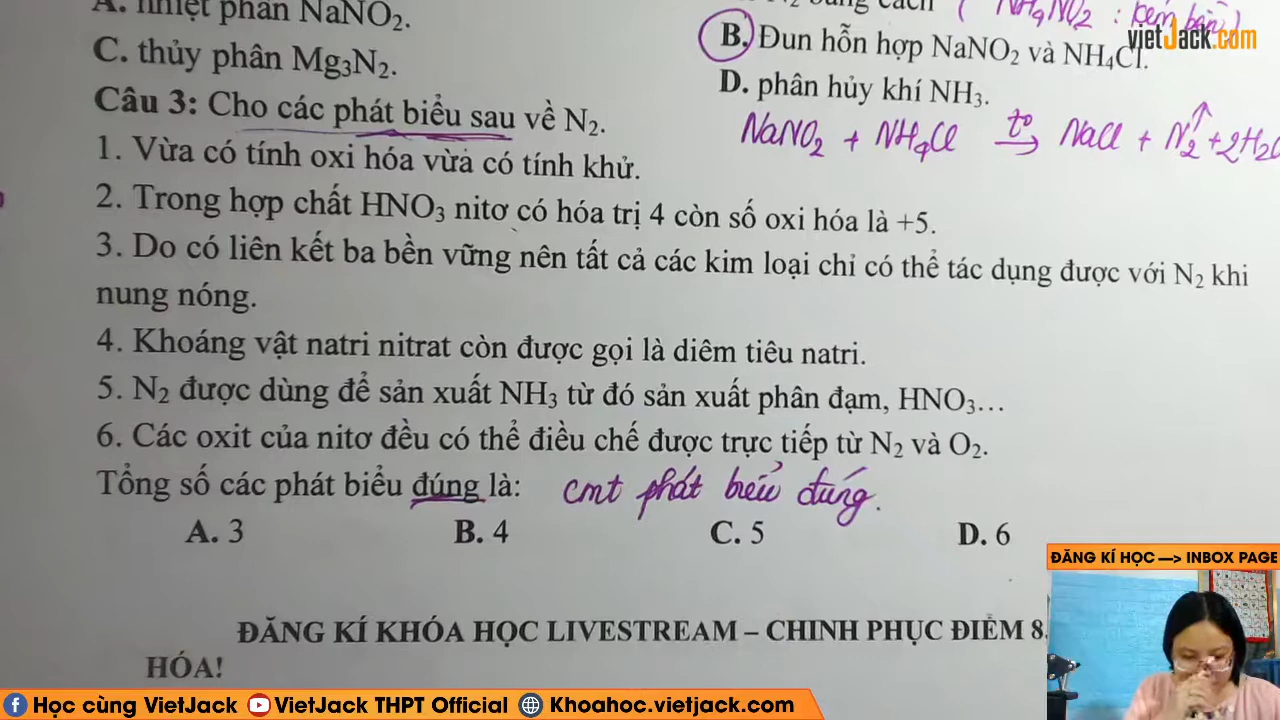 A. nhiệt phân NaNO₂.
( NH₄NO₂ : kém bền)
vietJack.com
B. Đun hỗn hợp NaNO₂ và NH₄Cl.
C. thủy phân Mg₃N₂.
D. phân hủy khí NH₃.
NaNO₂ + NH₄Cl t° → NaCl + N₂↑ + 2H₂O
Câu 3: Cho các phát biểu sau về N₂.
1. Vừa có tính oxi hóa vừa có tính khử.
2. Trong hợp chất HNO₃ nitơ có hóa trị 4 còn số oxi hóa là +5.
3. Do có liên kết ba bền vững nên tất cả các kim loại chỉ có thể tác dụng được với N₂ khi
nung nóng.
4. Khoáng vật natri nitrat còn được gọi là diêm tiêu natri.
5. N₂ được dùng để sản xuất NH₃ từ đó sản xuất phân đạm, HNO₃…
6. Các oxit của nitơ đều có thể điều chế được trực tiếp từ N₂ và O₂.
Tổng số các phát biểu đúng là: cmt phát biểu đúng.
A. 3 B. 4 C. 5 D. 6
ĐĂNG KÍ HỌC —> INBOX PAGE
ĐĂNG KÍ KHÓA HỌC LIVESTREAM – CHINH PHỤC ĐIỂM 8
HÓA!
Học cùng VietJack VietJack THPT Official Khoahoc.vietjack.com